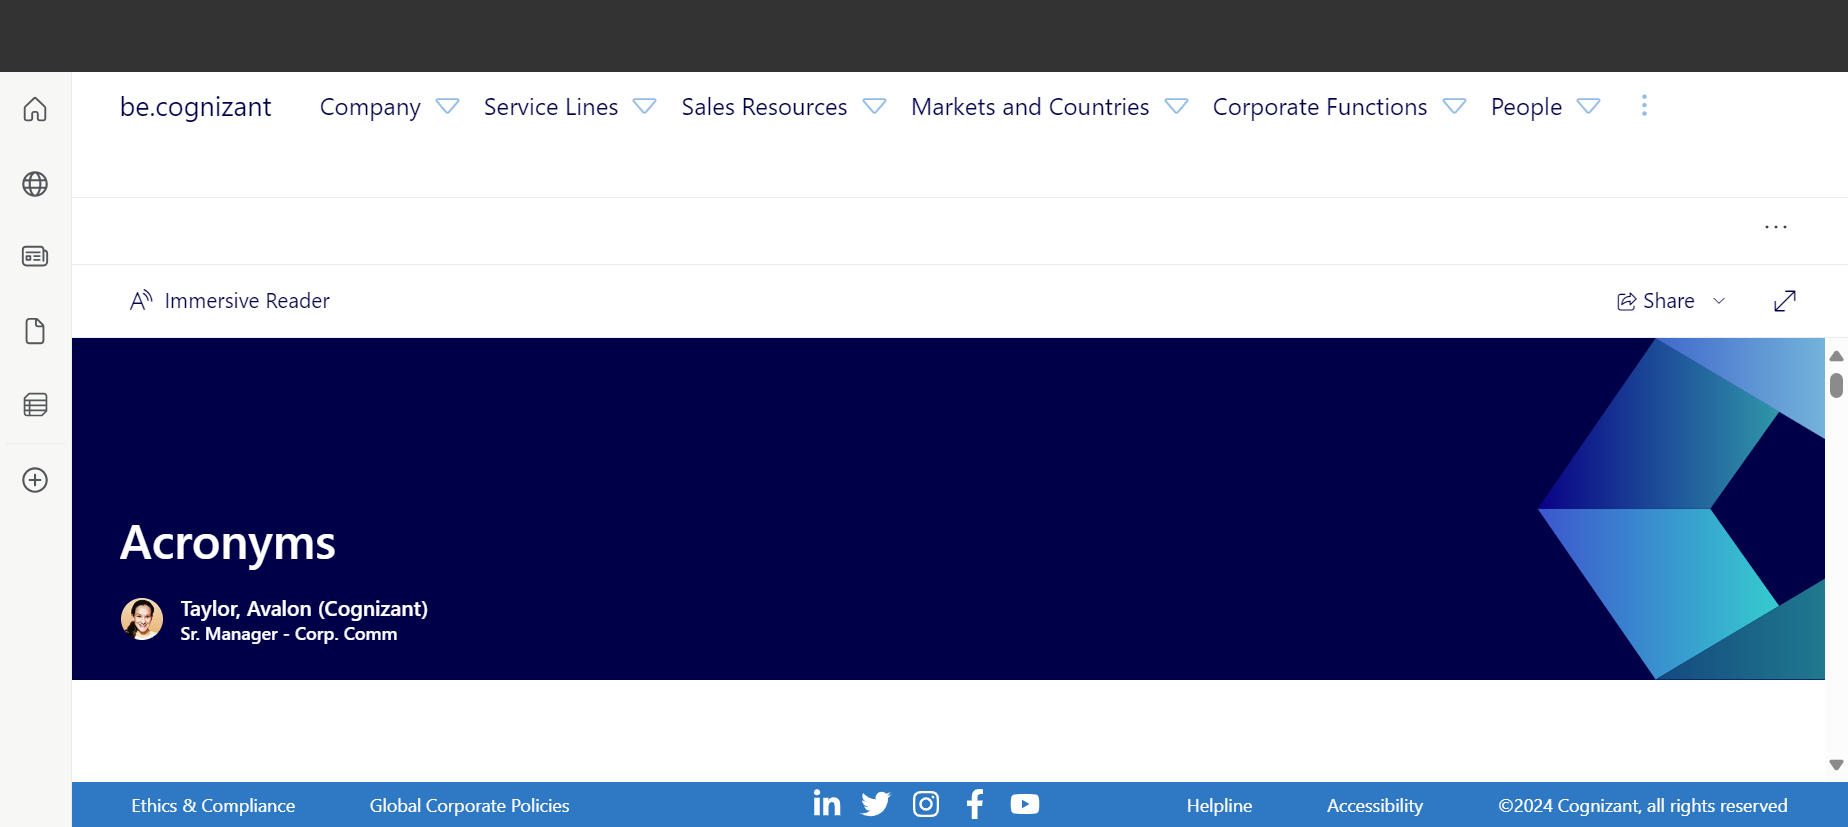 be.cognizant Company Service Lines Sales Resources Markets and Countries Corporate Functions People
Immersive Reader Share
Acronyms
Taylor, Avalon (Cognizant)
Sr. Manager - Corp. Comm
Ethics & Compliance Global Corporate Policies Helpline Accessibility ©2024 Cognizant, all rights reserved